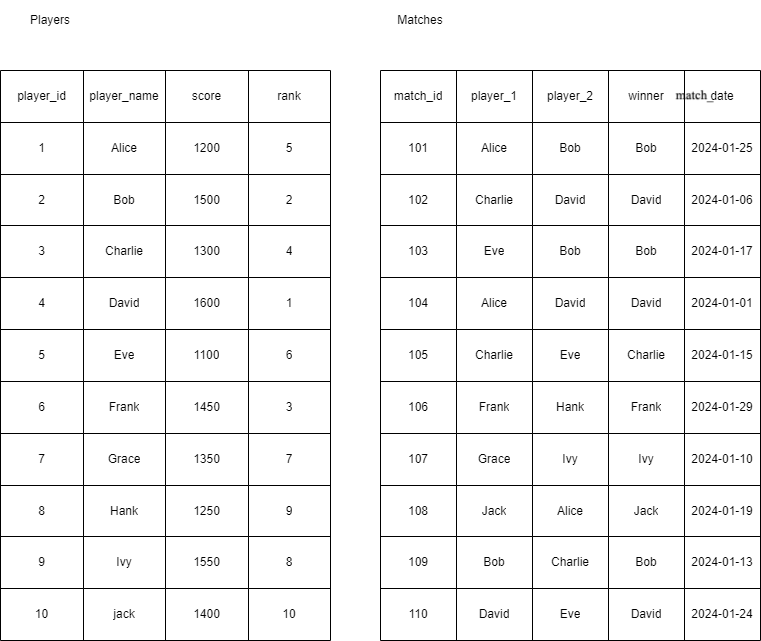 Players
player_id player_name score rank
1 Alice 1200 5
2 Bob 1500 2
3 Charlie 1300 4
4 David 1600 1
5 Eve 1100 6
6 Frank 1450 3
7 Grace 1350 7
8 Hank 1250 9
9 Ivy 1550 8
10 jack 1400 10
Matches
match_id player_1 player_2 winner match_date
101 Alice Bob Bob 2024-01-25
102 Charlie David David 2024-01-06
103 Eve Bob Bob 2024-01-17
104 Alice David David 2024-01-01
105 Charlie Eve Charlie 2024-01-15
106 Frank Hank Frank 2024-01-29
107 Grace Ivy Ivy 2024-01-10
108 Jack Alice Jack 2024-01-19
109 Bob Charlie Bob 2024-01-13
110 David Eve David 2024-01-24